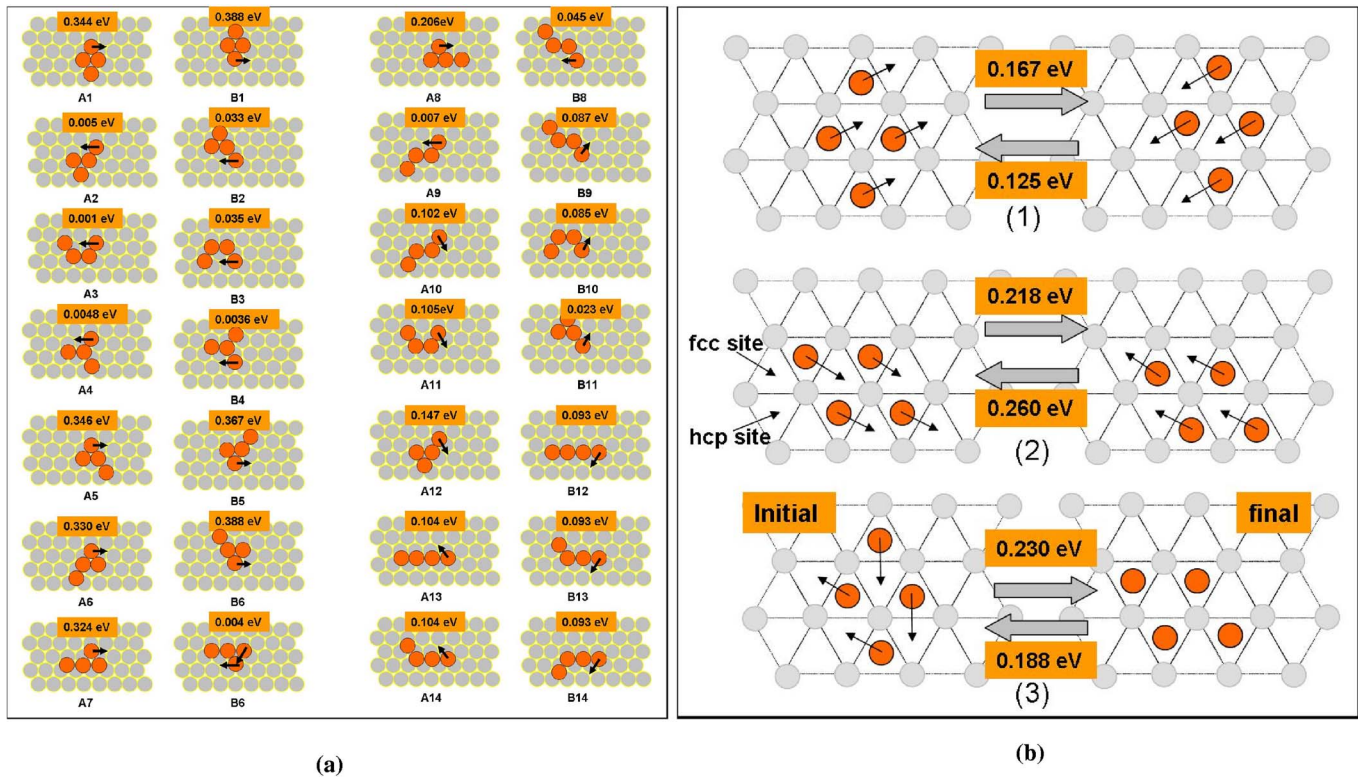 0.344 eV
A1
0.388 eV
B1
0.206eV
A8
0.045 eV
B8
0.005 eV
A2
0.033 eV
B2
0.007 eV
A9
0.087 eV
B9
0.001 eV
A3
0.035 eV
B3
0.102 eV
A10
0.085 eV
B10
0.0048 eV
A4
0.0036 eV
B4
0.105eV
A11
0.023 eV
B11
0.346 eV
A5
0.367 eV
B5
0.147 eV
A12
0.093 eV
B12
0.330 eV
A6
0.388 eV
B6
0.104 eV
A13
0.093 eV
B13
0.324 eV
A7
0.004 eV
B6
0.104 eV
A14
0.093 eV
B14
(a)
0.167 eV
0.125 eV
(1)
fcc site
hcp site
0.218 eV
0.260 eV
(2)
Initial
final
0.230 eV
0.188 eV
(3)
(b)